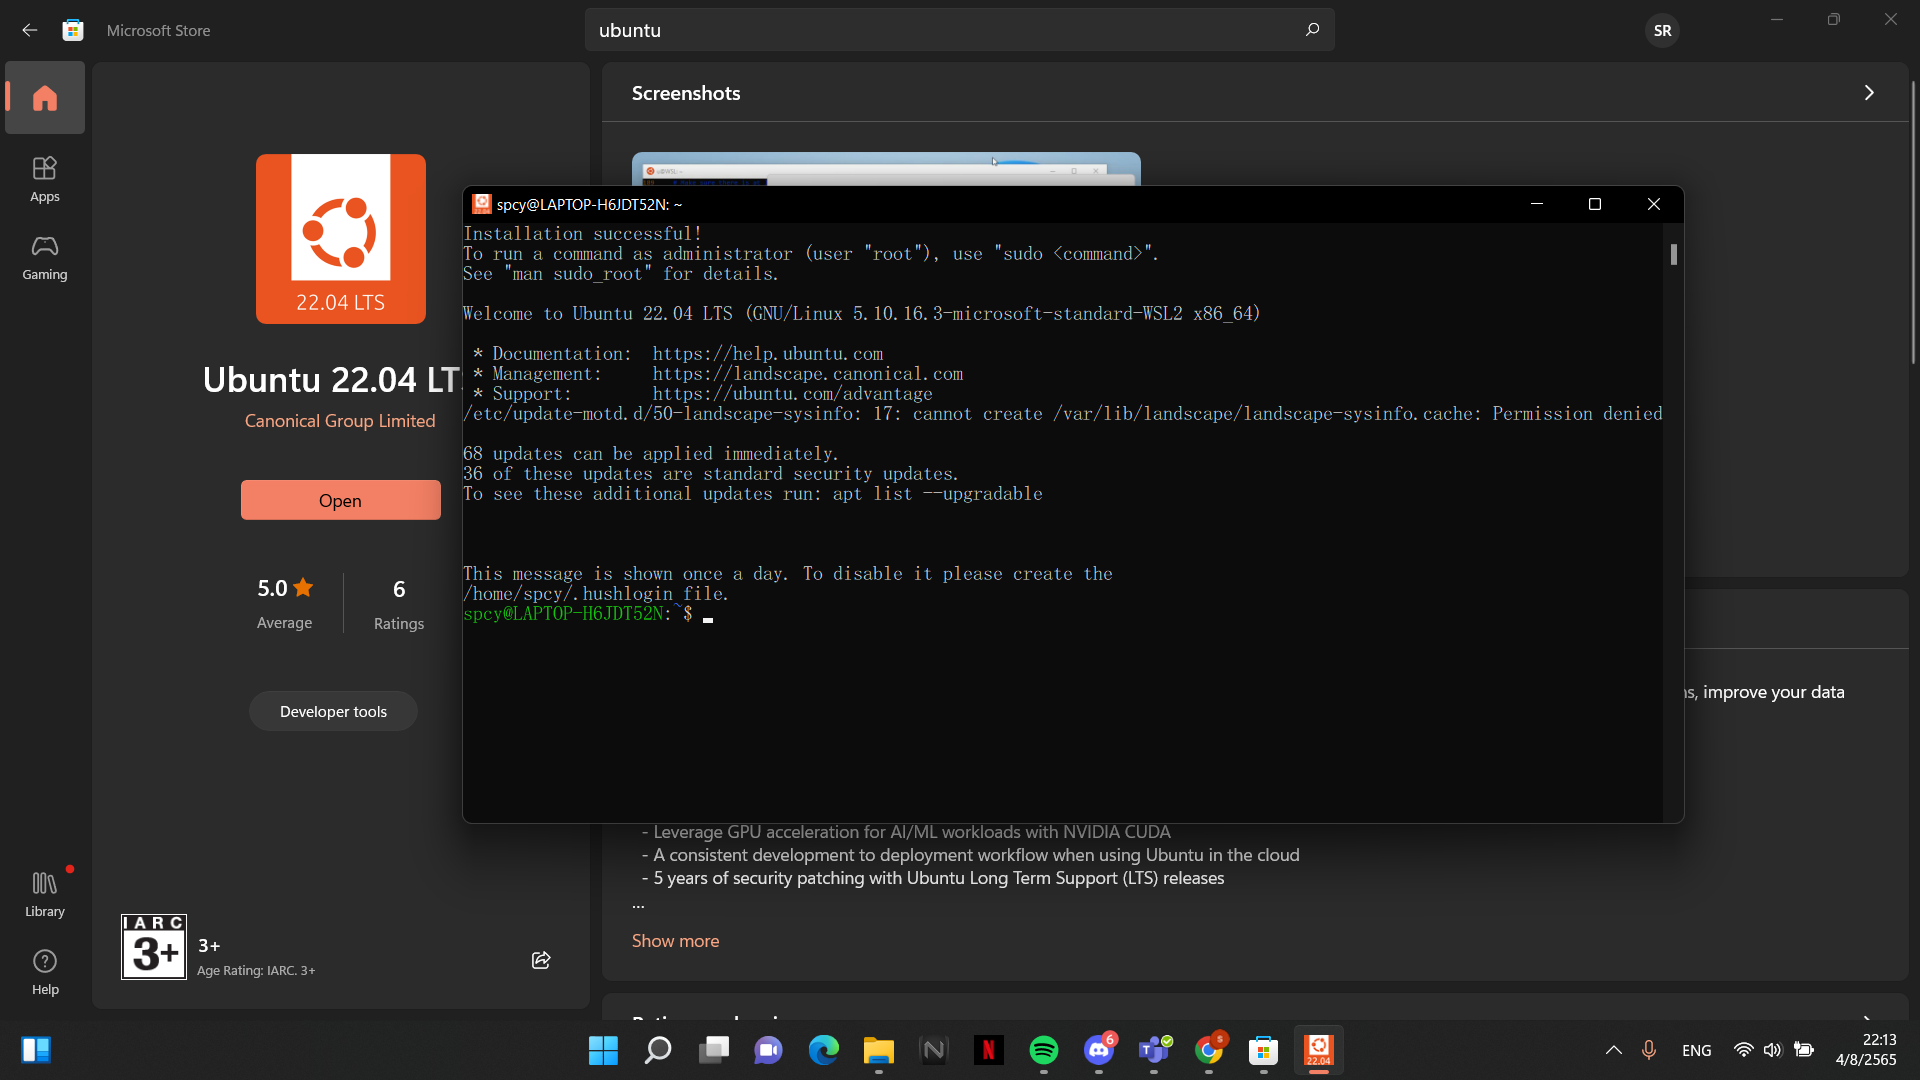 Microsoft Store
ubuntu
SR
Apps
Gaming
Library
Help
22.04 LTS
Ubuntu 22.04 LT
Canonical Group Limited
Open
5.0
Average
6
Ratings
Developer tools
IARC
3+
3+
Age Rating: IARC. 3+
Screenshots
spcy@LAPTOP-H6JDT52N: ~
Installation successful!
To run a command as administrator (user "root"), use "sudo <command>".
See "man sudo_root" for details.
Welcome to Ubuntu 22.04 LTS (GNU/Linux 5.10.16.3-microsoft-standard-WSL2 x86_64)
* Documentation: https://help.ubuntu.com
* Management: https://landscape.canonical.com
* Support: https://ubuntu.com/advantage
/etc/update-motd.d/50-landscape-sysinfo: 17: cannot create /var/lib/landscape/landscape-sysinfo.cache: Permission denied
68 updates can be applied immediately.
36 of these updates are standard security updates.
To see these additional updates run: apt list --upgradable
This message is shown once a day. To disable it please create the
/home/spcy/.hushlogin file.
spcy@LAPTOP-H6JDT52N:~$
ns, improve your data
- Leverage GPU acceleration for AI/ML workloads with NVIDIA CUDA
- A consistent development to deployment workflow when using Ubuntu in the cloud
- 5 years of security patching with Ubuntu Long Term Support (LTS) releases
...
Show more
6
S
22.04
ENG
22:13
4/8/2565